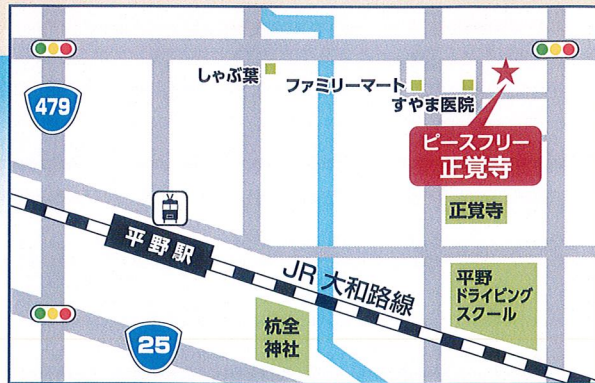 しゃぶ葉
ファミリーマート
すやま医院
479
ピースフリー
正覚寺
正覚寺
平野駅
JR 大和路線
平野
ドライビング
スクール
杭全
神社
25